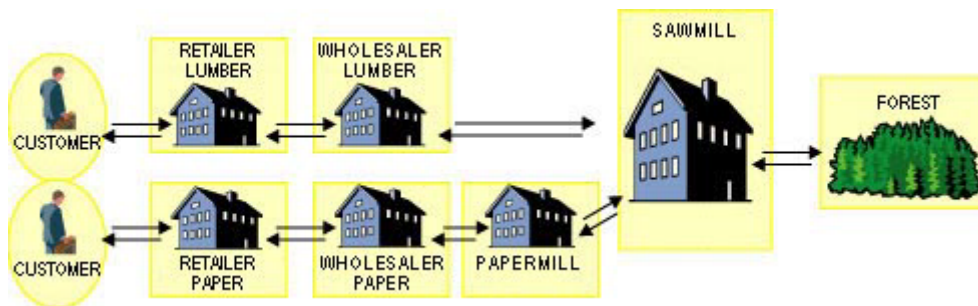 RETAILER
LUMBER
WHOLESALER
LUMBER
SAWMILL
FOREST
CUSTOMER
CUSTOMER
RETAILER
PAPER
WHOLESALER
PAPER
PAPERMILL